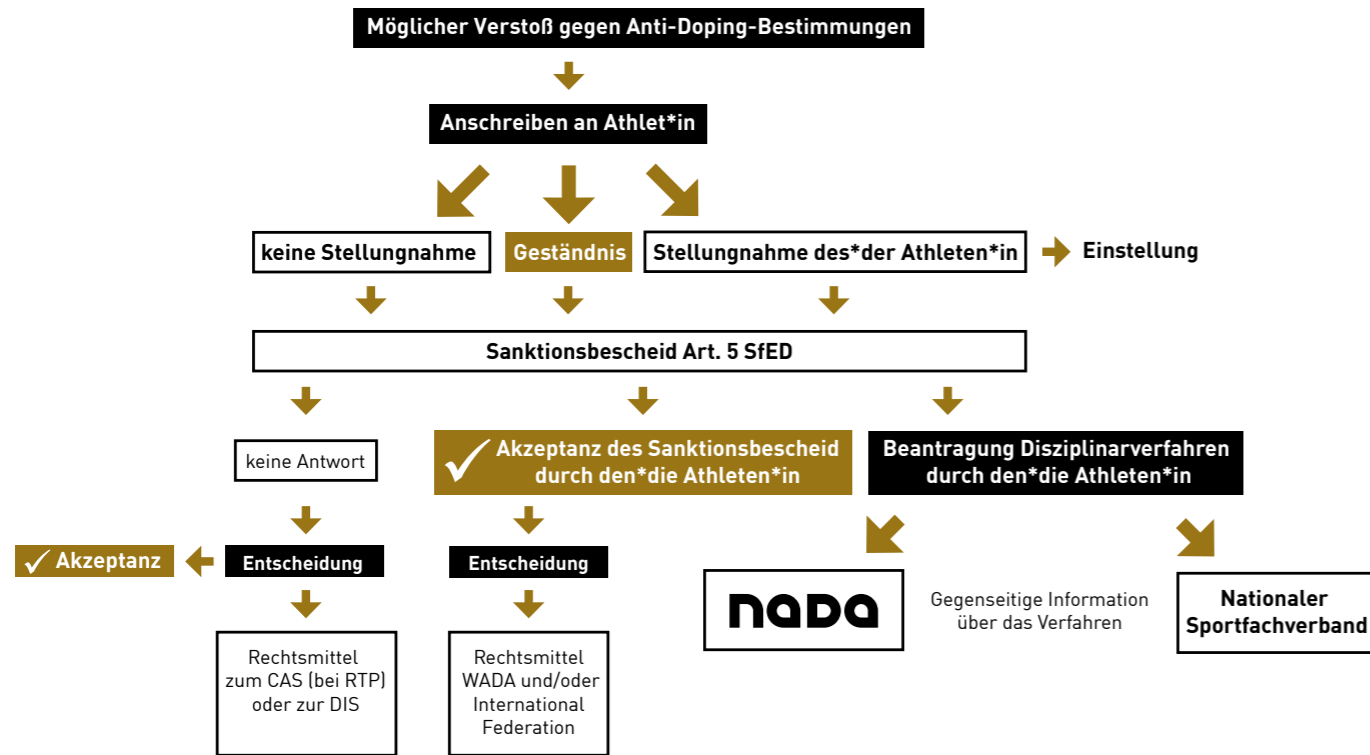 Möglicher Verstoß gegen Anti-Doping-Bestimmungen
Anschreiben an Athlet*in
keine Stellungnahme
Geständnis
Stellungnahme des*der Athleten*in
Einstellung
Sanktionsbescheid Art. 5 SfED
keine Antwort
Akzeptanz des Sanktionsbescheid
durch den*die Athleten*in
Beantragung Disziplinarverfahren
durch den*die Athleten*in
Akzeptanz
Entscheidung
Entscheidung
naDa
Gegenseitige Information
über das Verfahren
Nationaler
Sportfachverband
Rechtsmittel
zum CAS (bei RTP)
oder zur DIS
Rechtsmittel
WADA und/oder
International
Federation